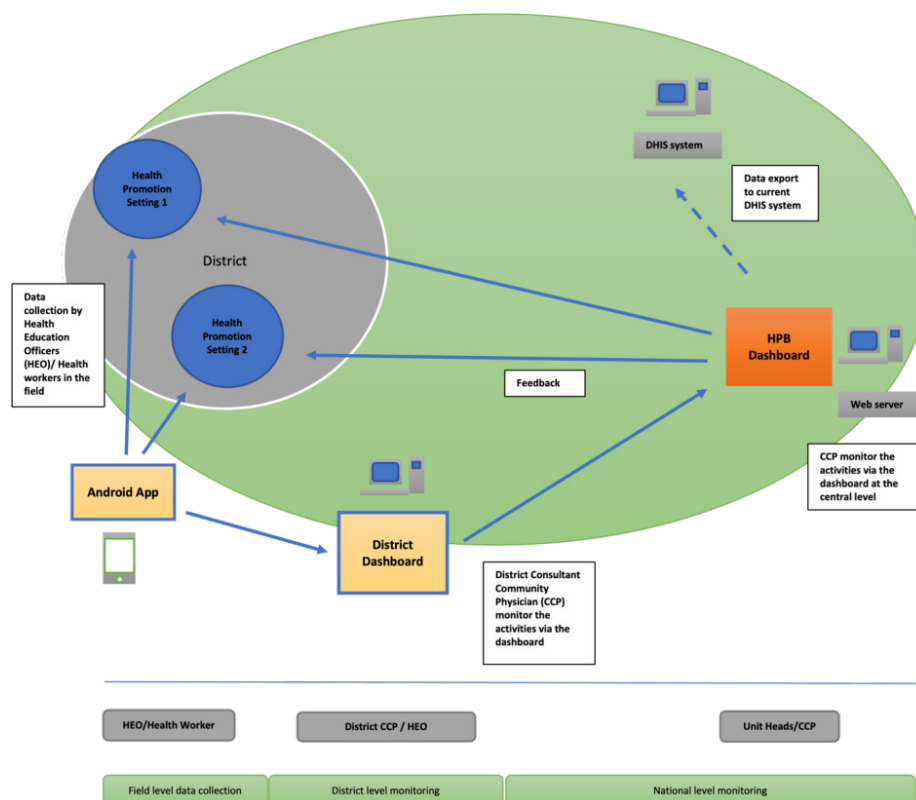 DHIS system
Data export
to current
DHIS system
Health
Promotion
Setting 1
District
Data
collection by
Health
Education
Officers
(HEO)/ Health
workers in the
field
Health
Promotion
Setting 2
HPB
Dashboard
Feedback
Web server
CCP monitor the
activities via the
dashboard at the
central level
Android App
District
Dashboard
District Consultant
Community
Physician (CCP)
monitor the
activities via the
dashboard
HEO/Health Worker
District CCP / HEO
Unit Heads/CCP
Field level data collection
District level monitoring
National level monitoring